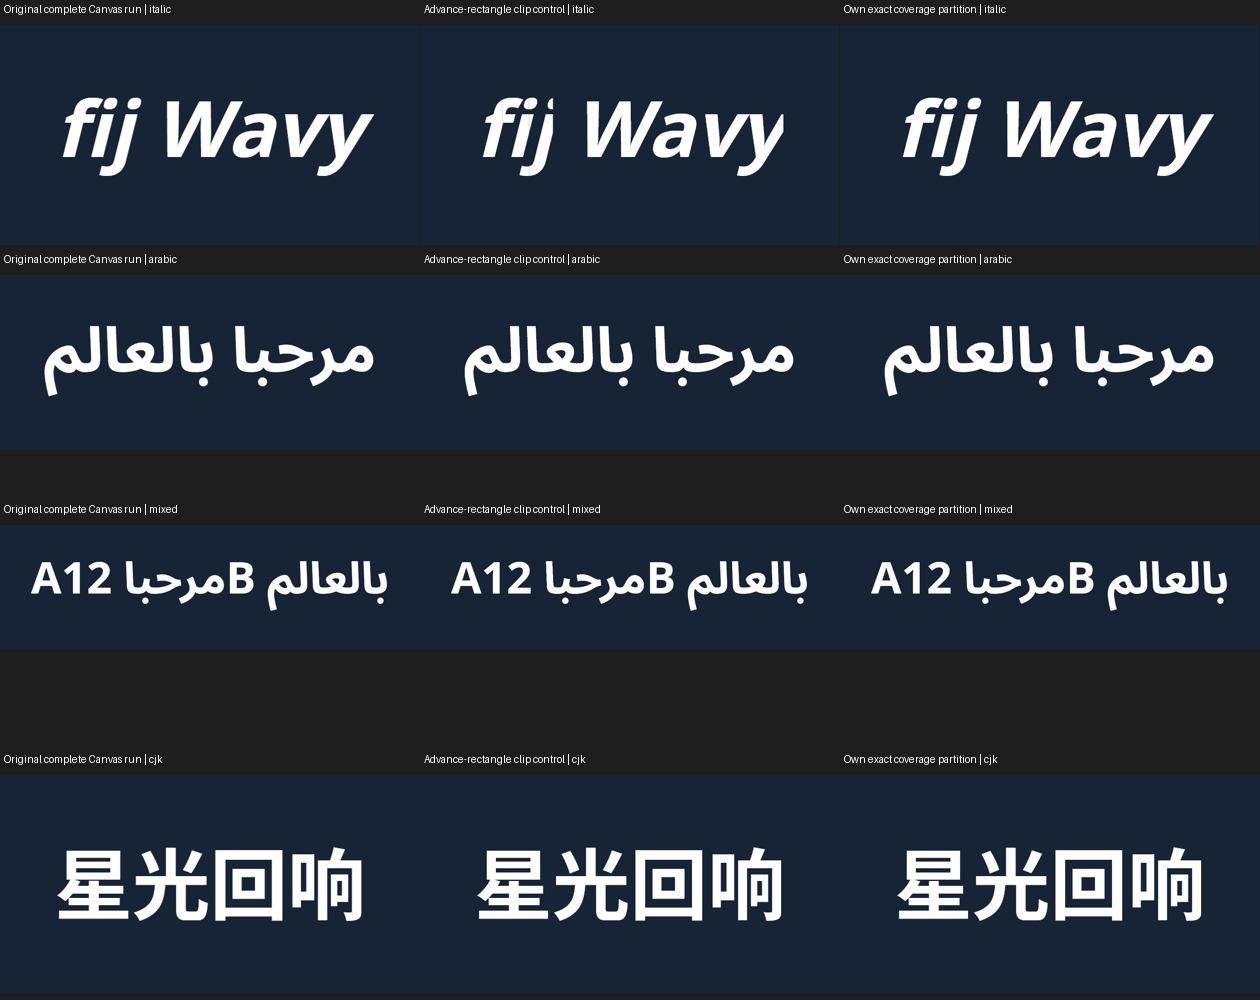 Original complete Canvas run | italic
Advance-rectangle clip control | italic
Own exact coverage partition | italic
fij Wavy
fij Wavy
fij Wavy
Original complete Canvas run | arabic
Advance-rectangle clip control | arabic
Own exact coverage partition | arabic
مرحبا بالعالم
مرحبا بالعالم
مرحبا بالعالم
Original complete Canvas run | mixed
Advance-rectangle clip control | mixed
Own exact coverage partition | mixed
A12 مرحباB بالعالم
A12 مرحباB بالعالم
A12 مرحباB بالعالم
Original complete Canvas run | cjk
Advance-rectangle clip control | cjk
Own exact coverage partition | cjk
星光回响
星光回响
星光回响